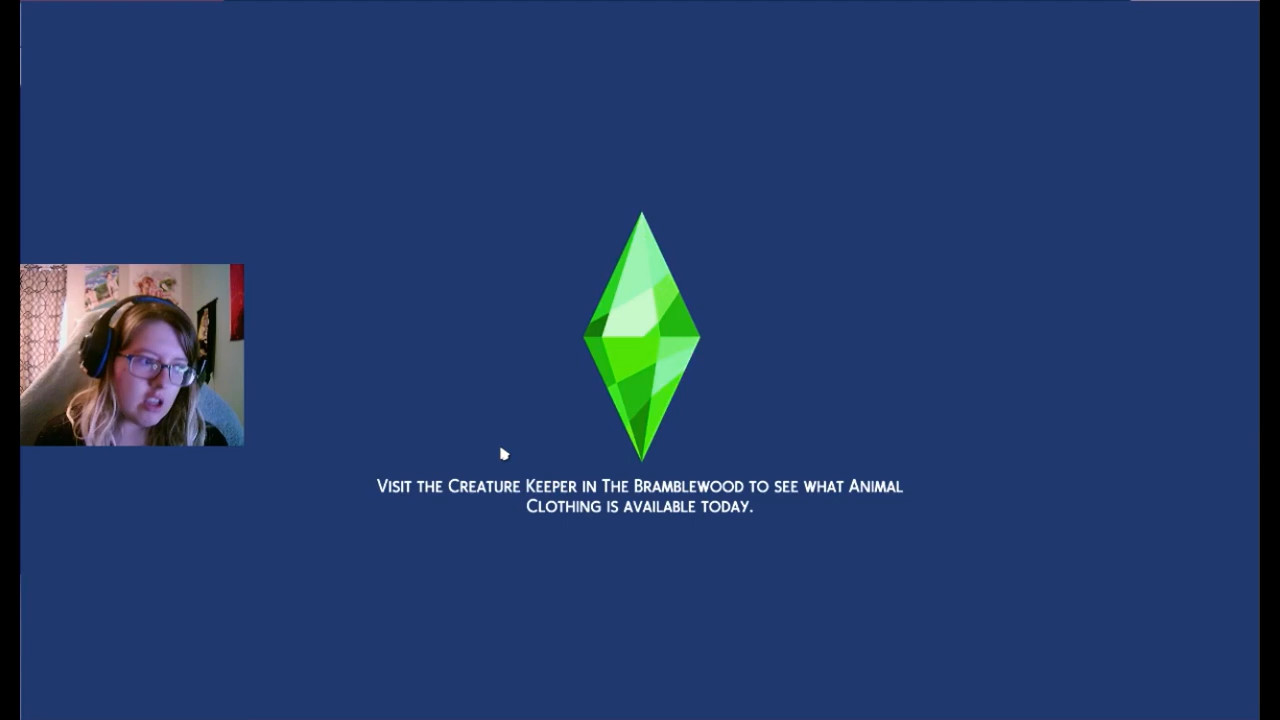 Visit the Creature Keeper in The Bramblewood to see what Animal
Clothing is available today.